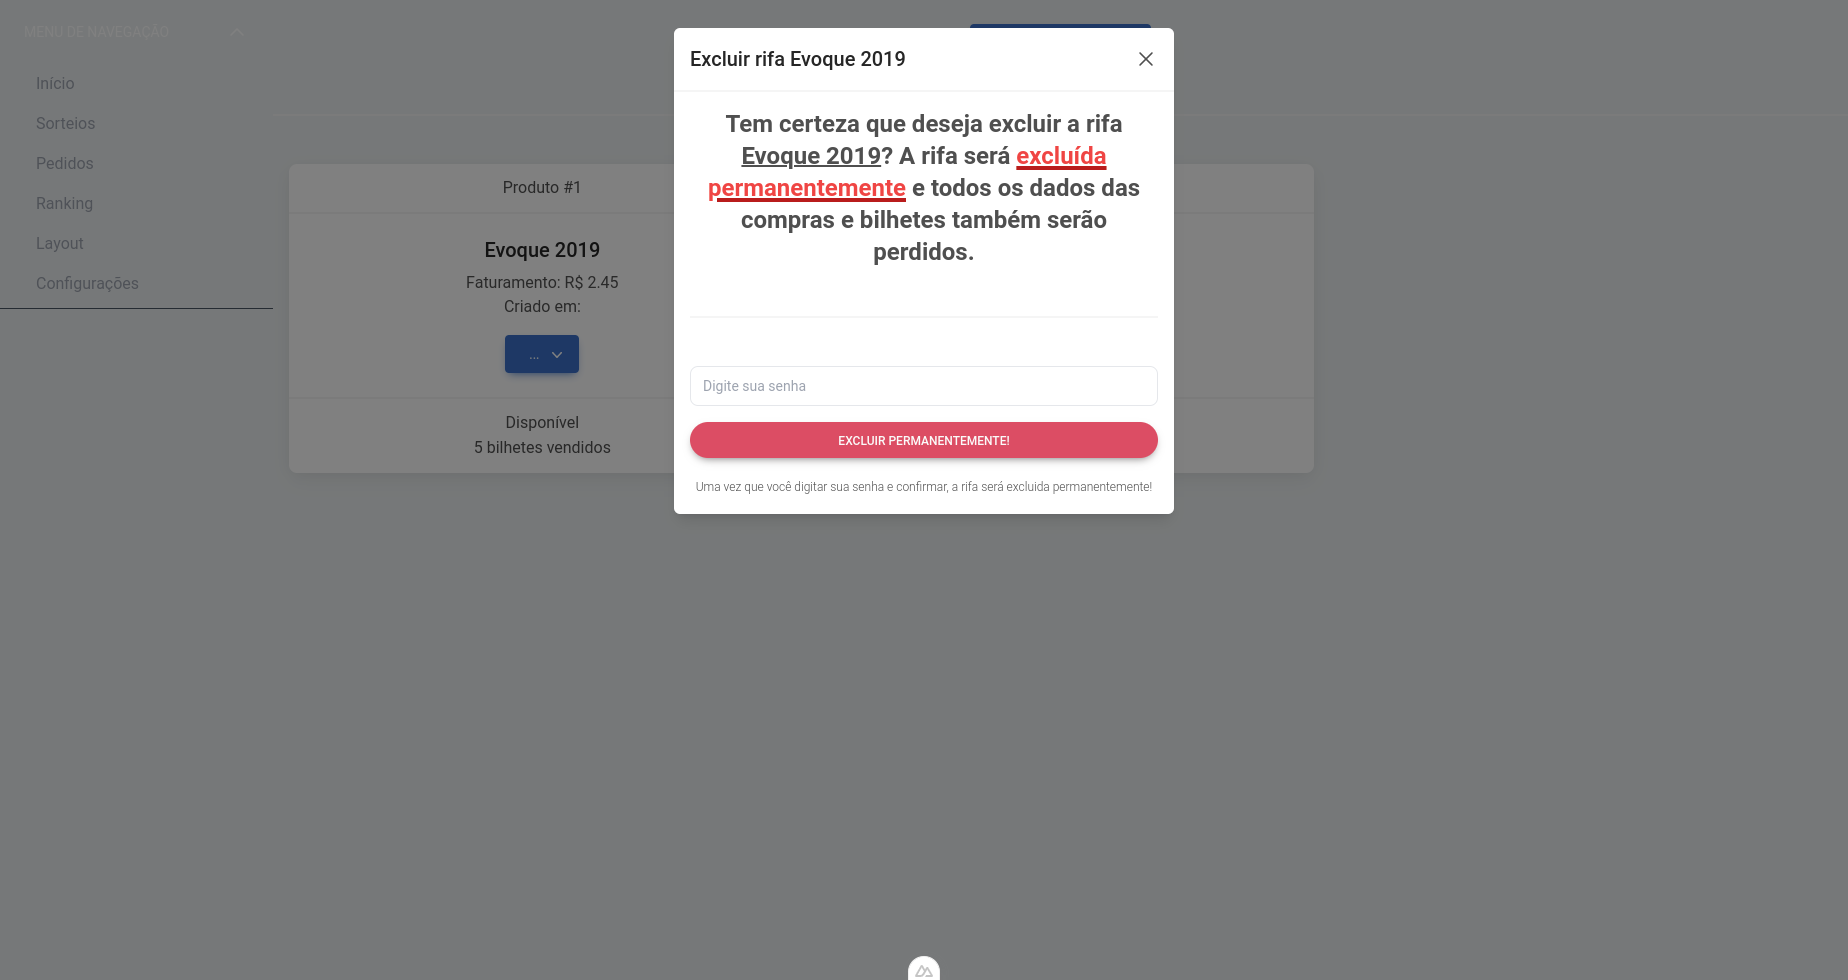 MENU DE NAVEGAÇÃO
Início
Sorteios
Pedidos
Ranking
Layout
Configurações
Produto #1
Evoque 2019
Faturamento: R$ 2.45
Criado em:
...
Disponível
5 bilhetes vendidos
Excluir rifa Evoque 2019
Tem certeza que deseja excluir a rifa
Evoque 2019? A rifa será excluída
permanentemente e todos os dados das
compras e bilhetes também serão
perdidos.
Digite sua senha
EXCLUIR PERMANENTEMENTE!
Uma vez que você digitar sua senha e confirmar, a rifa será excluida permanentemente!